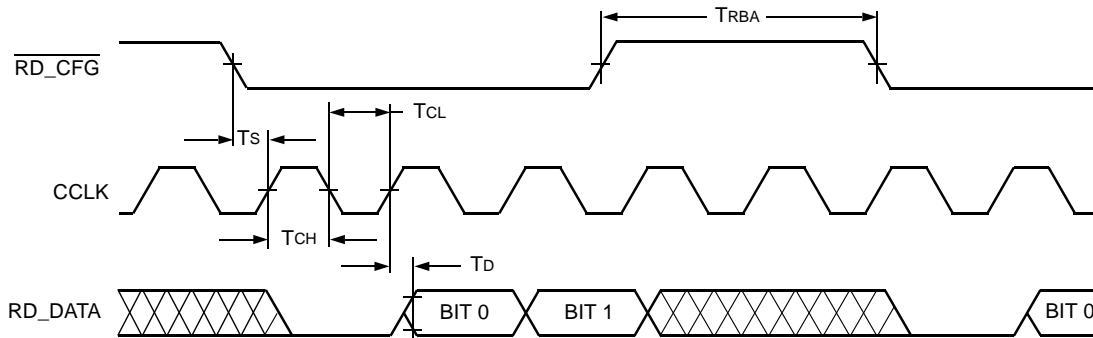 TRBA
RD_CFG
TCL
TS
CCLK
TCH
TD
RD_DATA
BIT 0
BIT 1
BIT 0